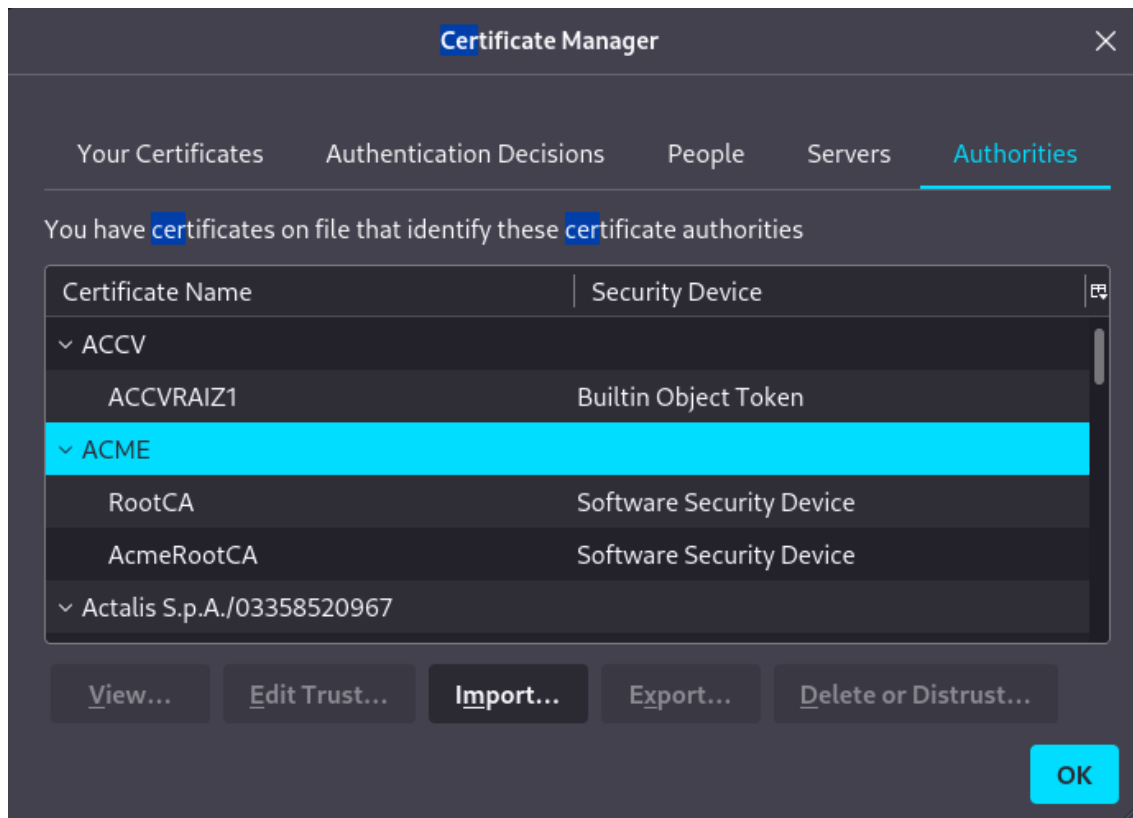 Certificate Manager
Your Certificates Authentication Decisions People Servers Authorities
You have certificates on file that identify these certificate authorities
Certificate Name Security Device
ACCV
ACCVRAIZ1 Builtin Object Token
ACME
RootCA Software Security Device
AcmeRootCA Software Security Device
Actalis S.p.A./03358520967
View... Edit Trust... Import... Export... Delete or Distrust...
OK